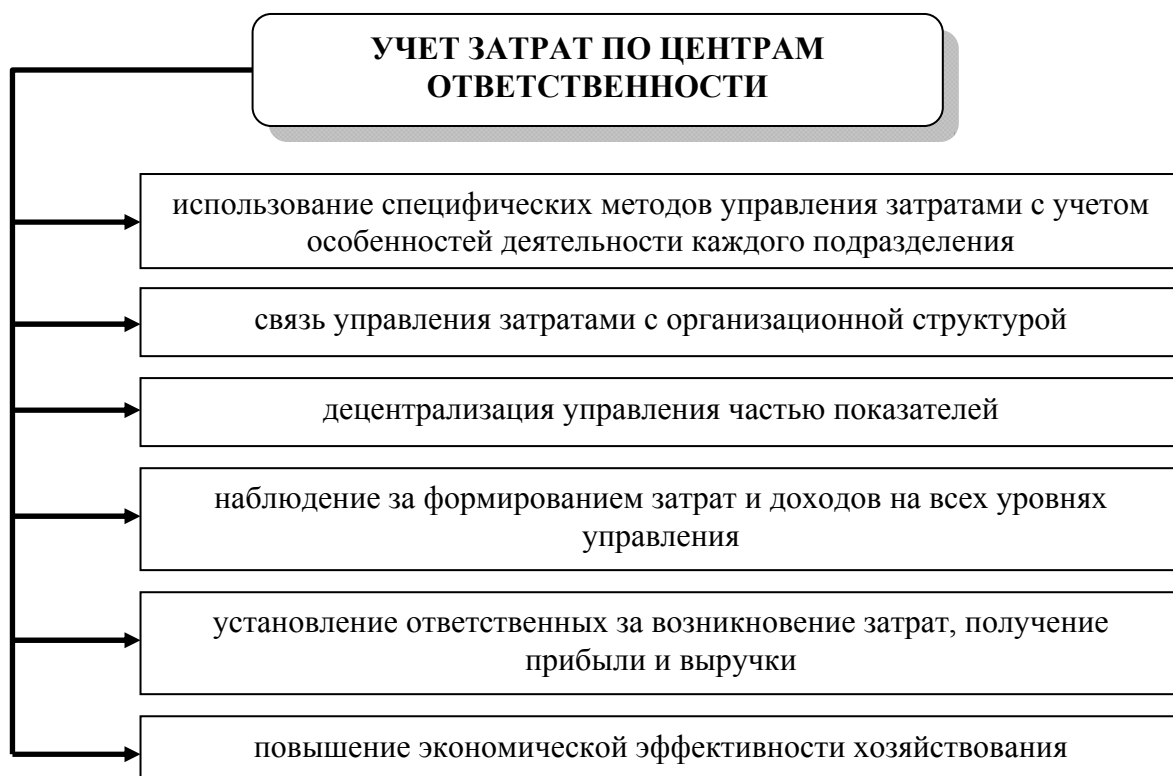 УЧЕТ ЗАТРАТ ПО ЦЕНТРАМ
ОТВЕТСТВЕННОСТИ
использование специфических методов управления затратами с учетом
особенностей деятельности каждого подразделения
связь управления затратами с организационной структурой
децентрализация управления частью показателей
наблюдение за формированием затрат и доходов на всех уровнях
управления
установление ответственных за возникновение затрат, получение
прибыли и выручки
повышение экономической эффективности хозяйствования